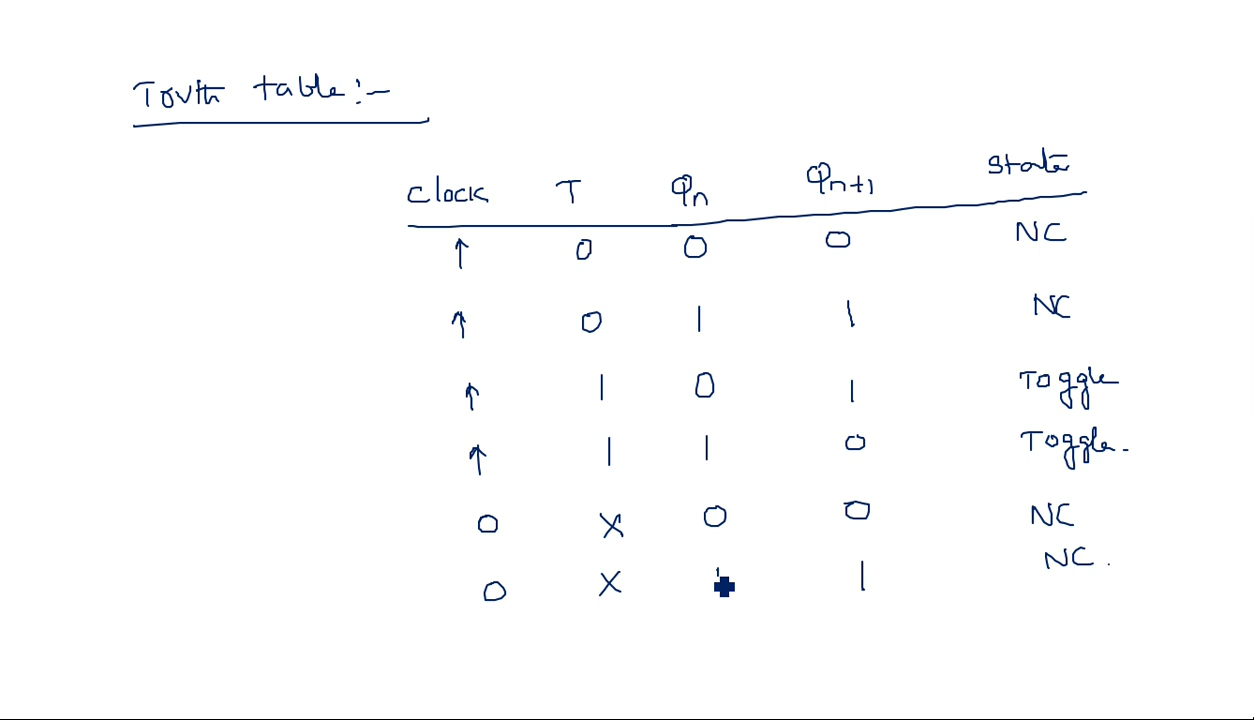 Truth table:-
clock T Qn Qn+1 State
↑ 0 0 0 NC
↑ 0 1 1 NC
↑ 1 0 1 Toggle
↑ 1 1 0 Toggle.
0 X 0 0 NC
0 X 1 1 NC.